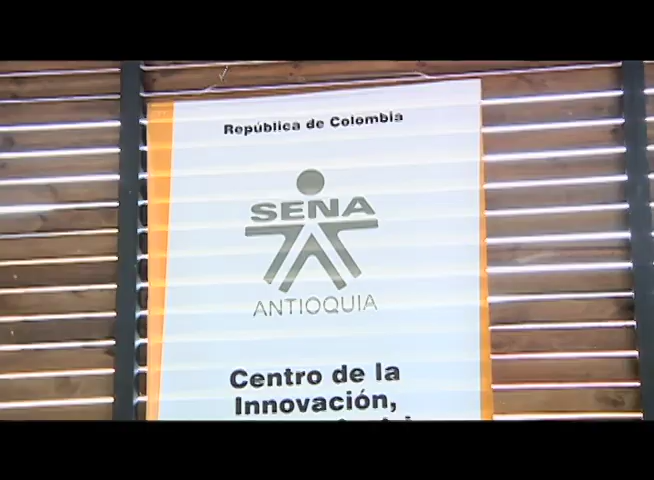 República de Colombia
SENA
ANTIOQUIA
Centro de la
Innovación,